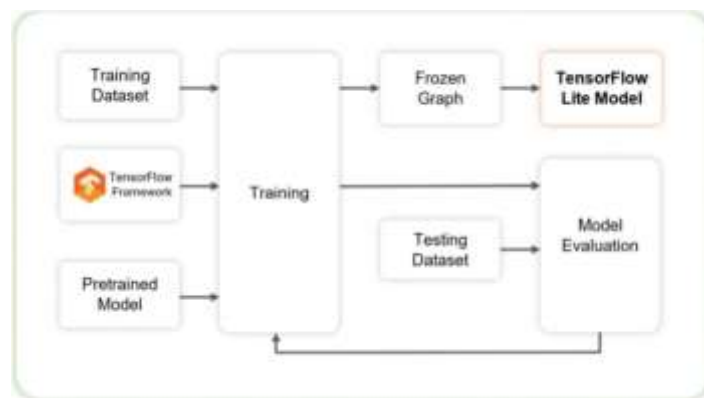 Training
Dataset
Frozen
Graph
TensorFlow
Lite Model
TensorFlow
Framework
Training
Testing
Dataset
Model
Evaluation
Pretrained
Model